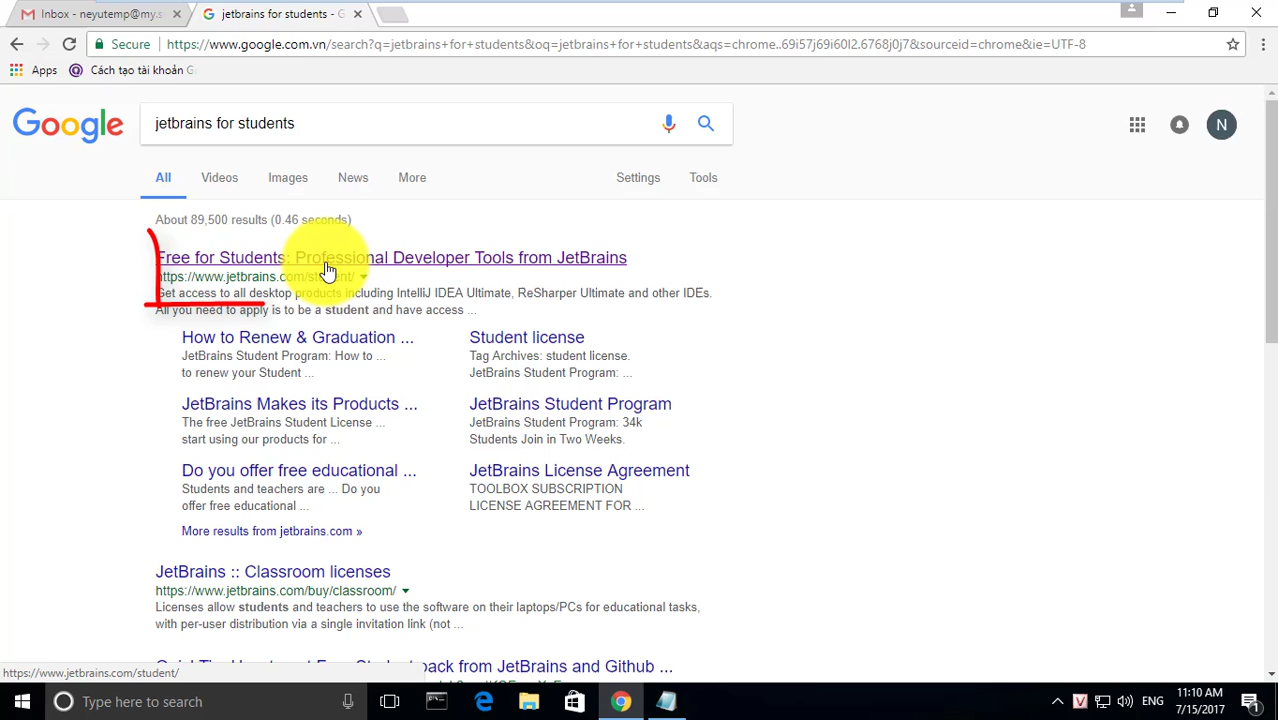 Inbox - neyutemp@my.s
jetbrains for students - G
Secure
https://www.google.com.vn/search?q=jetbrains+for+students&oq=jetbrains+for+students&aqs=chrome..69i57j69i60l2.6768j0j7&sourceid=chrome&ie=UTF-8
Apps
Cách tạo tài khoản G
Google
jetbrains for students
N
All
Videos
Images
News
More
Settings
Tools
About 89,500 results (0.46 seconds)
Free for Students: Professional Developer Tools from JetBrains
https://www.jetbrains.com/student/
Get access to all desktop products including IntelliJ IDEA Ultimate, ReSharper Ultimate and other IDEs.
All you need to apply is to be a student and have access ...
How to Renew & Graduation ...
JetBrains Student Program: How to ...
to renew your Student ...
Student license
Tag Archives: student license.
JetBrains Student Program: ...
JetBrains Makes its Products ...
The free JetBrains Student License ...
start using our products for ...
JetBrains Student Program
JetBrains Student Program: 34k
Students Join in Two Weeks.
Do you offer free educational ...
Students and teachers are ... Do you
offer free educational ...
JetBrains License Agreement
TOOLBOX SUBSCRIPTION
LICENSE AGREEMENT FOR ...
More results from jetbrains.com »
JetBrains :: Classroom licenses
https://www.jetbrains.com/buy/classroom/
Licenses allow students and teachers to use the software on their laptops/PCs for educational tasks,
with per-user distribution via a single invitation link (not ...
pack from JetBrains and Github ...
https://www.jetbrains.com/student/
Type here to search
V
ENG
11:10 AM
7/15/2017
1